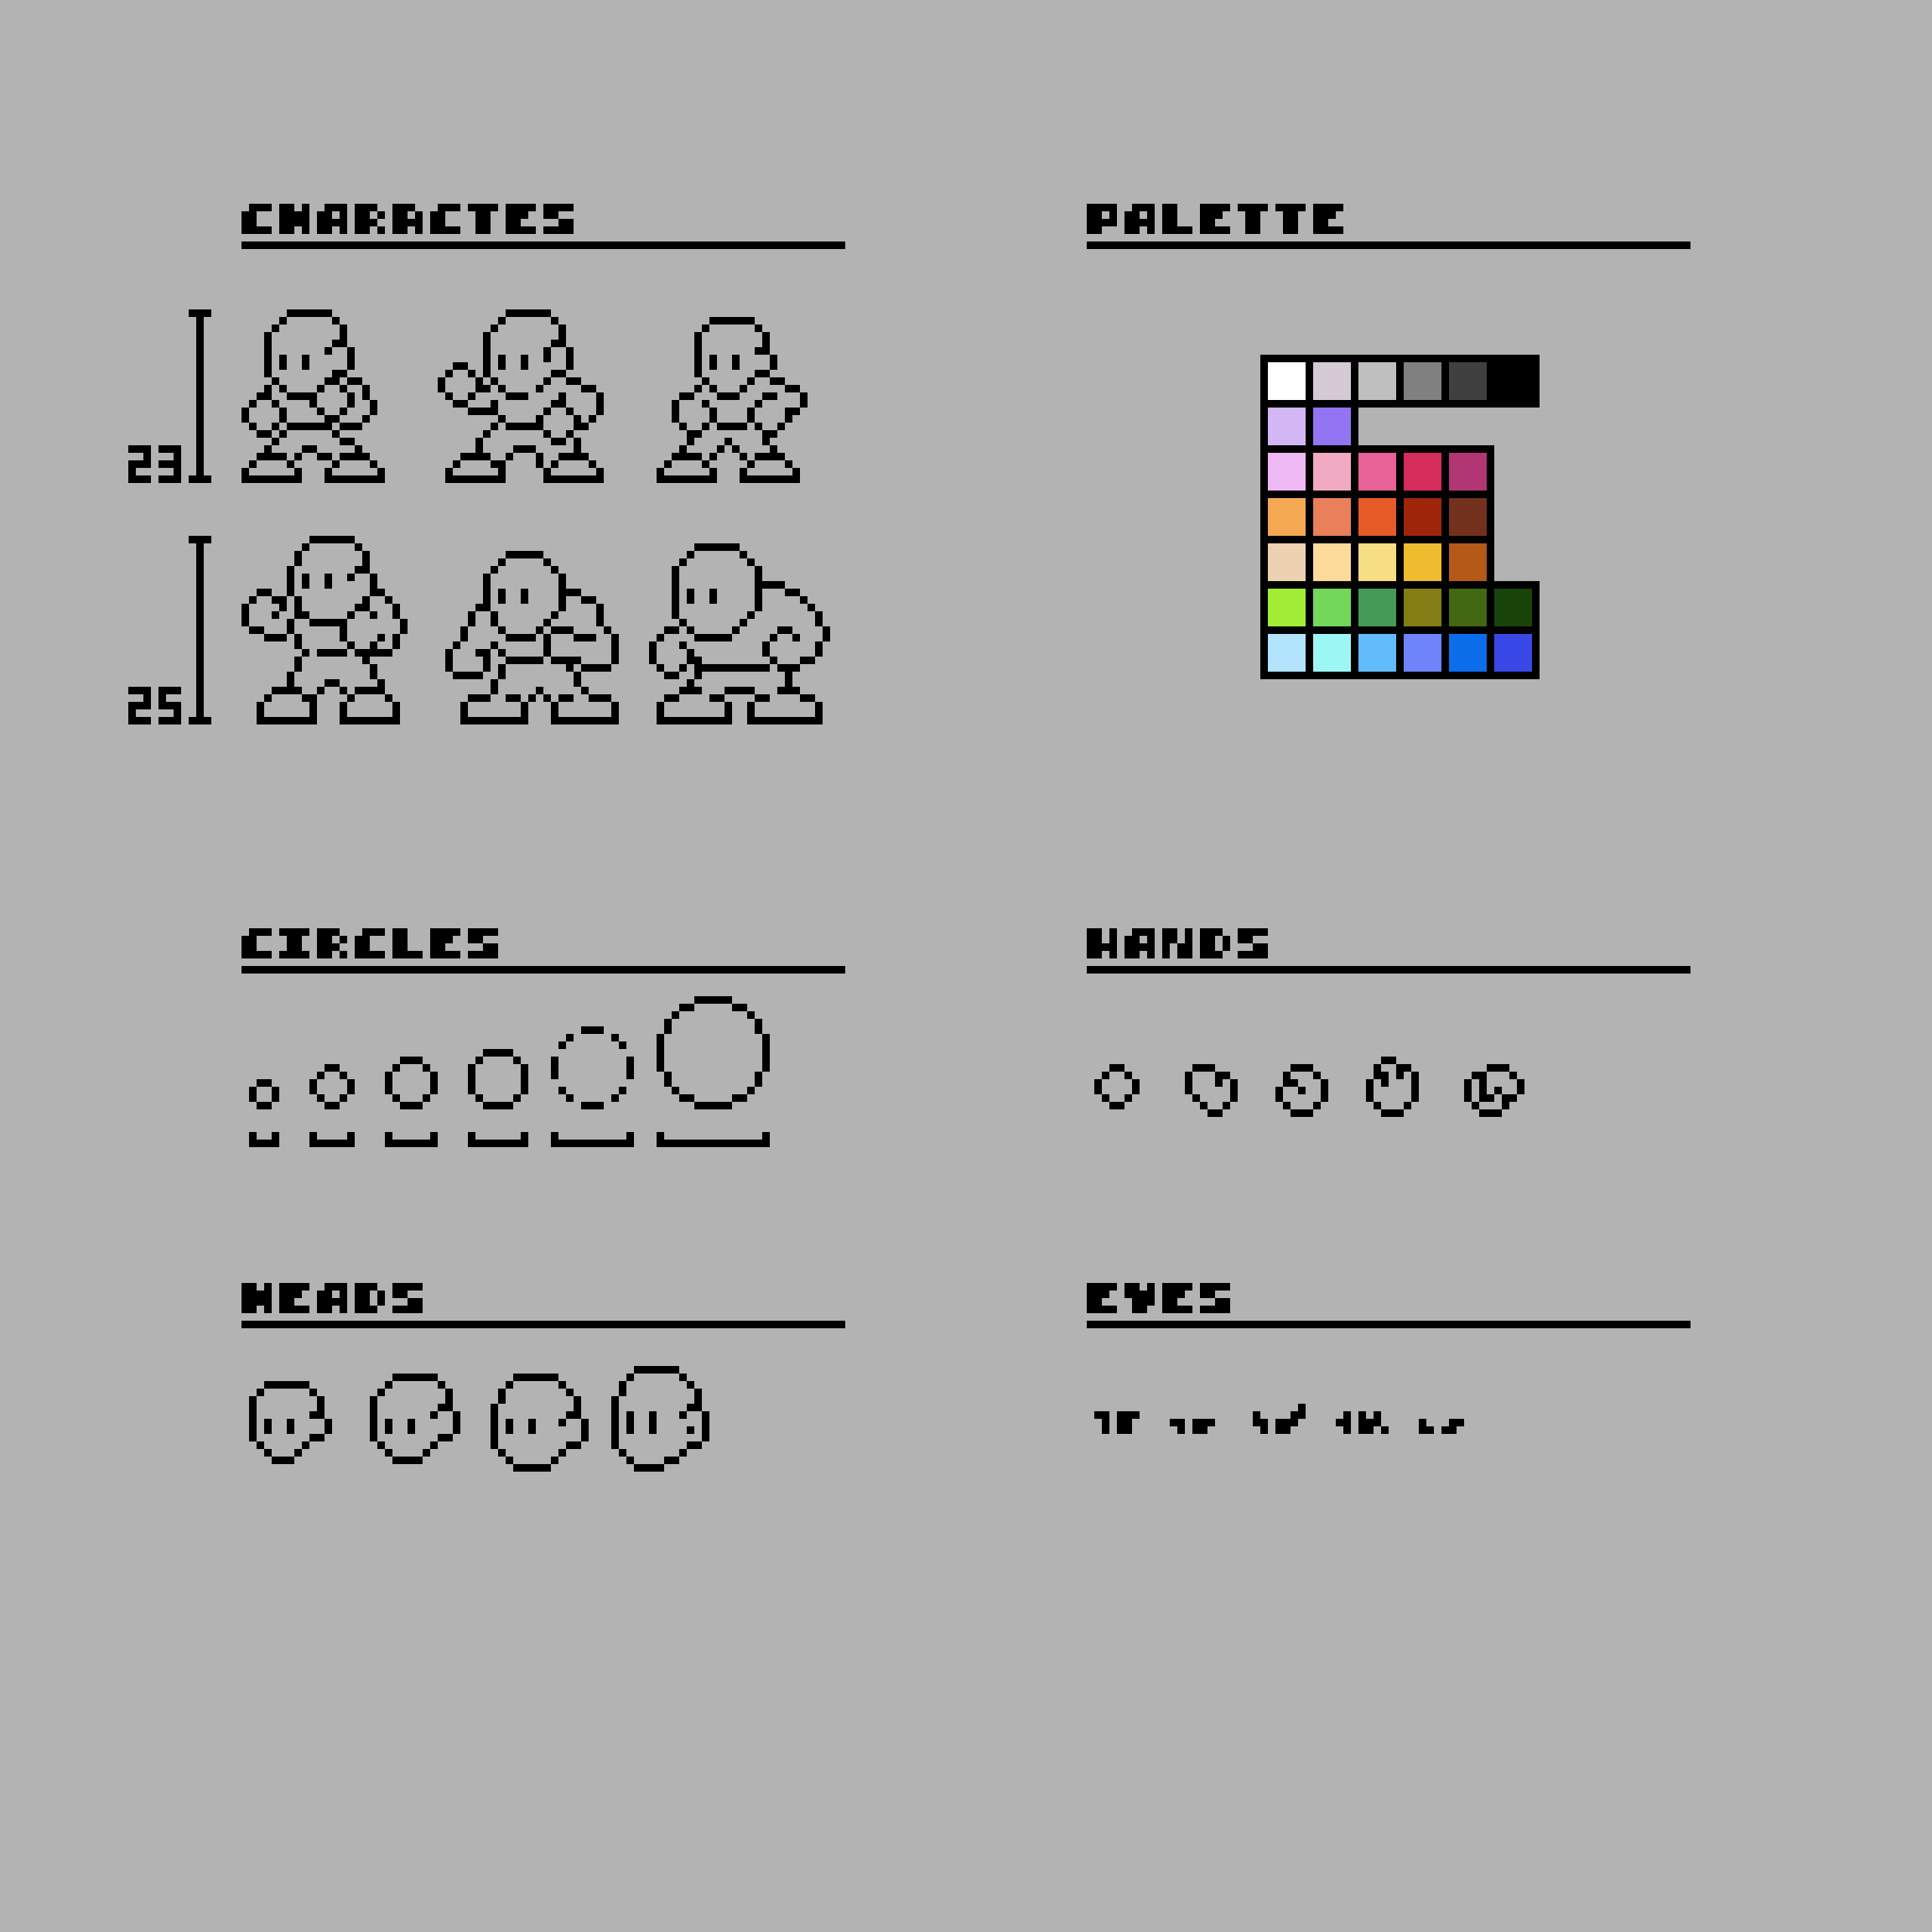 CHARACTES
PALETTE
23
25
CIRCLES
HANDS
HEADS
EYES